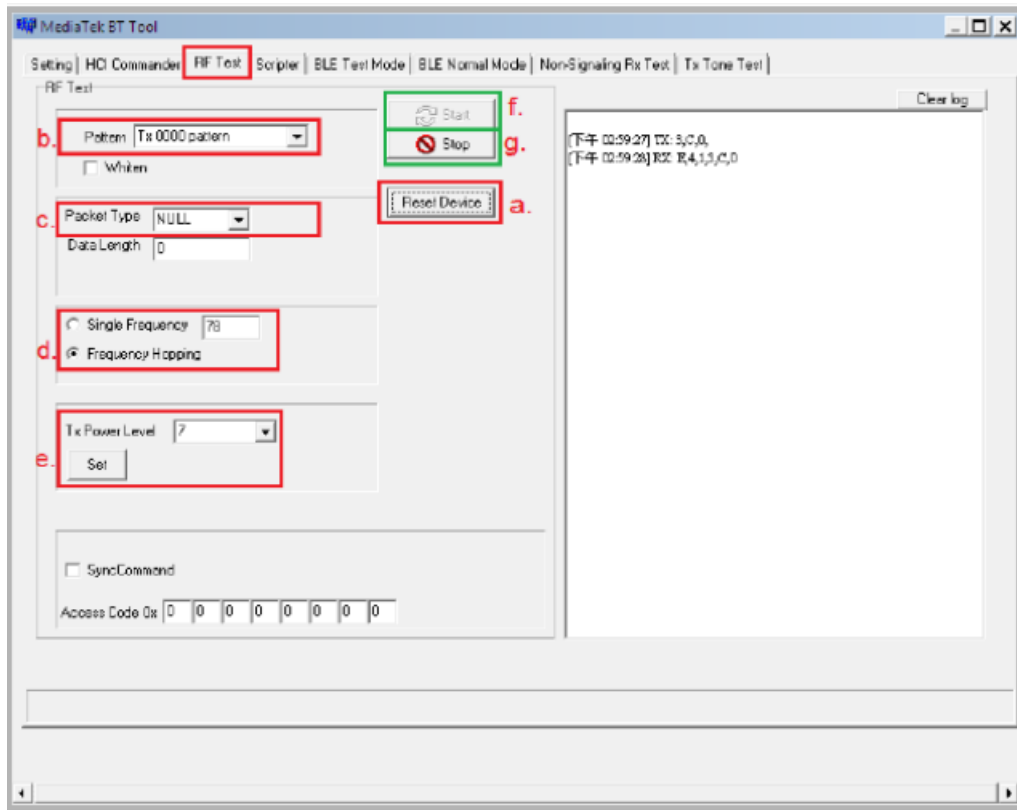 MediaTek BT Tool
Setting HCI Commander RF Test Scripter BLE Test Mode BLE Normal Mode Non-Signaling Rx Test Tx Tone Test
RF Test
Clear log
b. Pattern Tx 0000 pattern
Whiten
Start f.
Stop g.
Reset Device a.
[下午 02:59:27] TX: 3,C,0,
[下午 02:59:28] RX: E,4,1,3,C,0
c. Packet Type NULL
Data Length 0
d. Single Frequency 78
Frequency Hopping
e. Tx Power Level 7
Set
SyncCommand
Access Code 0x 0 0 0 0 0 0 0 0